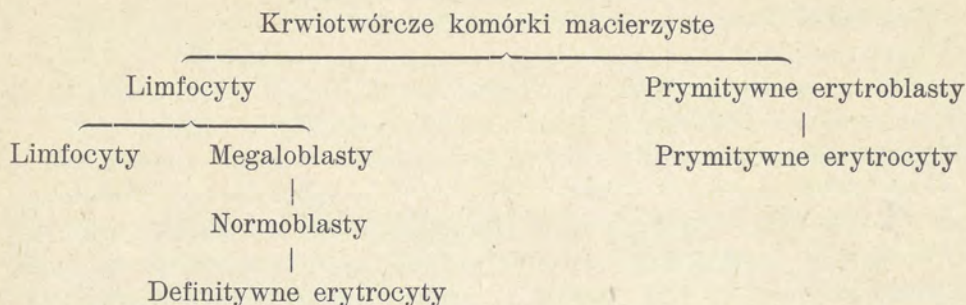 Krwiotwórcze komórki macierzyste
Limfocyty Prymitywne erytroblasty
Limfocyty Megaloblasty Prymitywne erytrocyty
Normoblasty
Definitywne erytrocyty